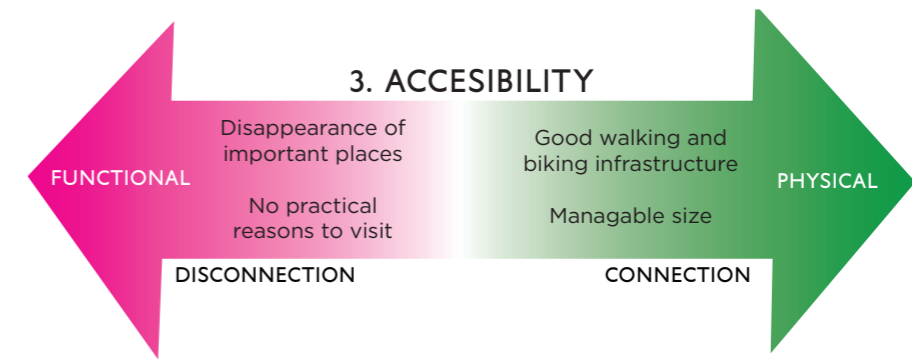 3. ACCESIBILITY
FUNCTIONAL
Disappearance of
important places
No practical
reasons to visit
DISCONNECTION
Good walking and
biking infrastructure
Managable size
PHYSICAL
CONNECTION